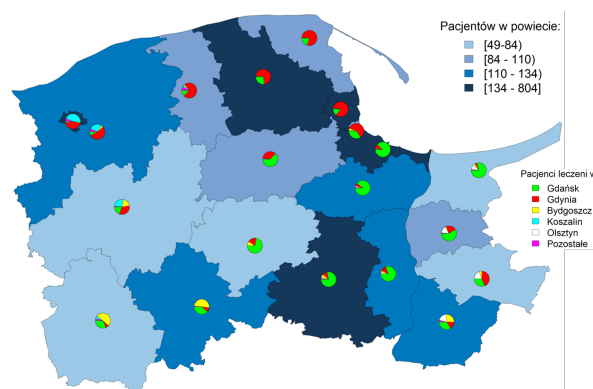 Pacjentów w powiecie:
[49-84)
[84 - 110)
[110 - 134)
[134 - 804]
Pacjenci leczeni w
Gdańsk
Gdynia
Bydgoszcz
Koszalin
Olsztyn
Pozostałe